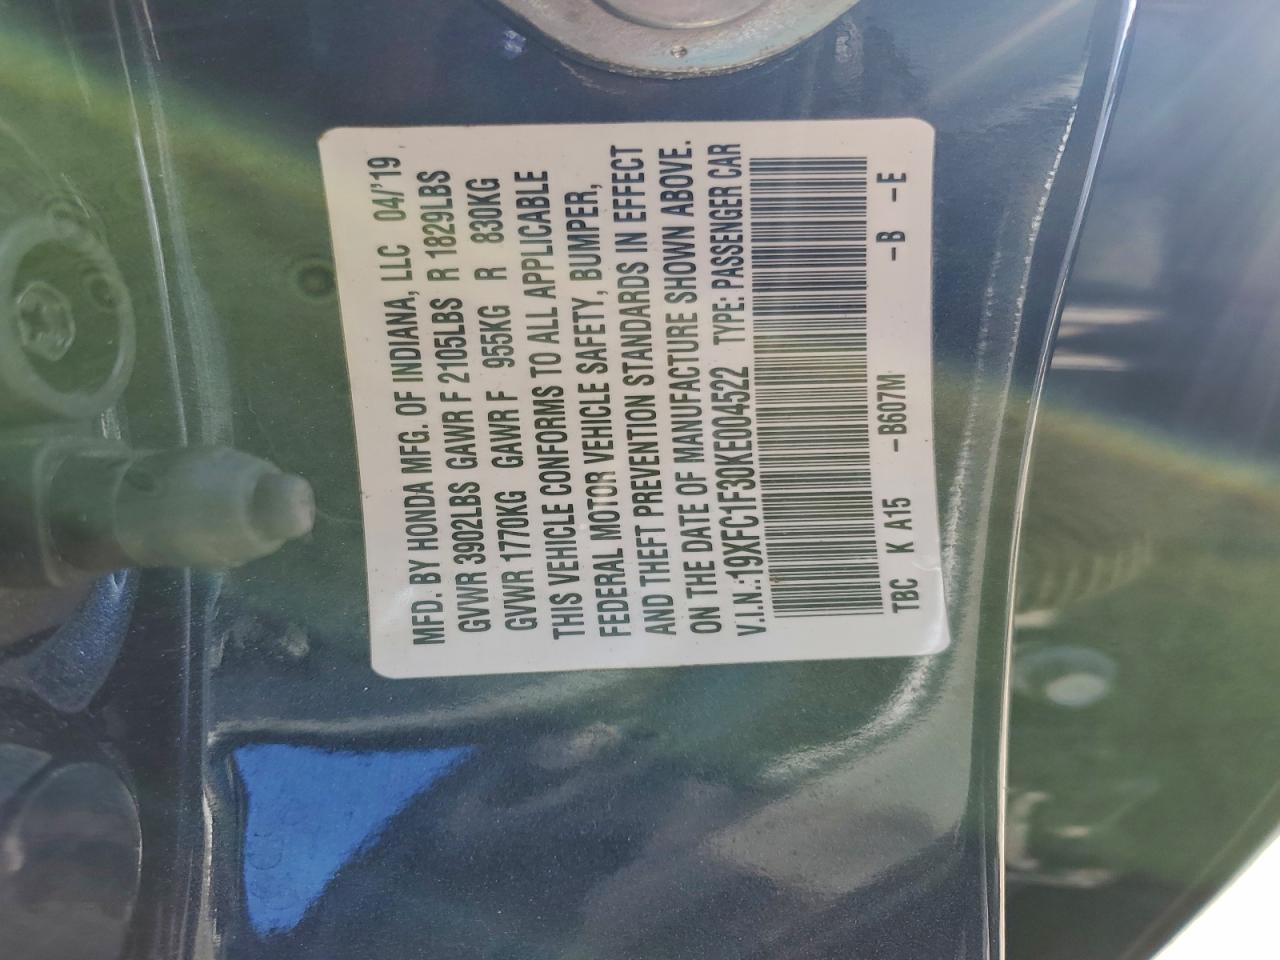 MFD. BY HONDA MFG. OF INDIANA, LLC 04/'19
GVWR 3902LBS GAWR F 2105LBS R 1829LBS
GVWR 1770KG GAWR F 955KG R 830KG
THIS VEHICLE CONFORMS TO ALL APPLICABLE
FEDERAL MOTOR VEHICLE SAFETY, BUMPER,
AND THEFT PREVENTION STANDARDS IN EFFECT
ON THE DATE OF MANUFACTURE SHOWN ABOVE.
V.I.N.:19XFC1F30KE004522 TYPE: PASSENGER CAR
TBC K A15 -B607M -B -E